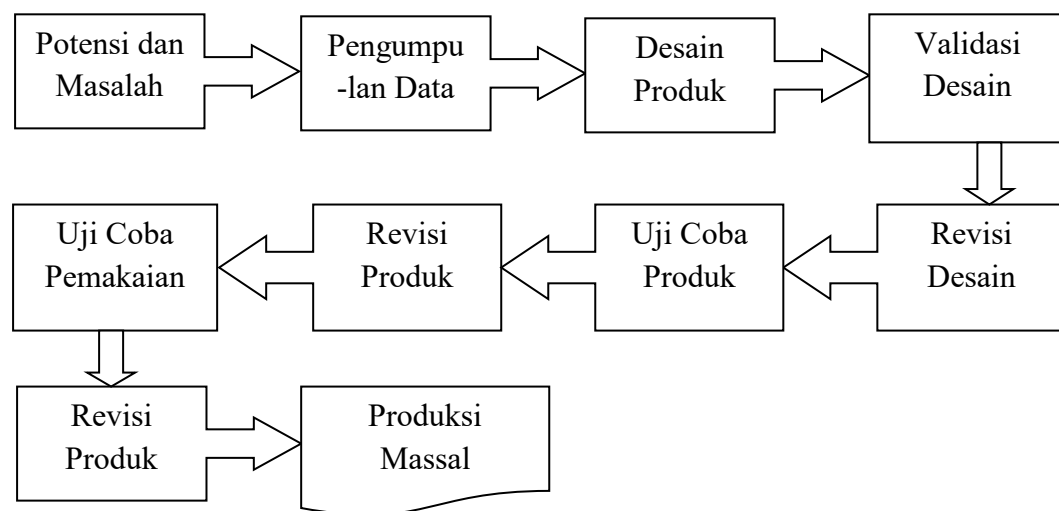 Potensi dan
Masalah
Pengumpu
-lan Data
Desain
Produk
Validasi
Desain
Revisi
Desain
Uji Coba
Produk
Revisi
Produk
Uji Coba
Pemakaian
Revisi
Produk
Produksi
Massal